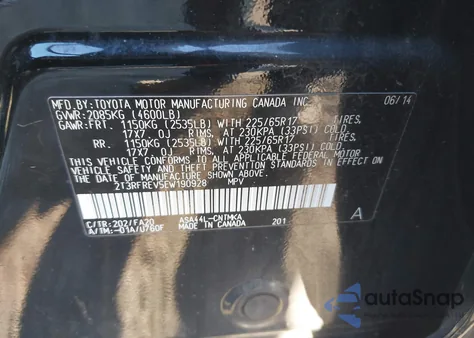 MFD.BY: TOYOTA MOTOR MANUFACTURING CANADA INC. 06/14
GVWR: 2085KG (4600LB)
GAWR: FRT. 1150KG (2535LB) WITH 225/65R17 TIRES,
17X7.0J RIMS, AT 230KPA (33PSI) COLD.
RR. 1150KG (2535LB) WITH 225/65R17 TIRES,
17X7.0J RIMS, AT 230KPA (33PSI) COLD.
THIS VEHICLE CONFORMS TO ALL APPLICABLE FEDERAL MOTOR
VEHICLE SAFETY AND THEFT PREVENTION STANDARDS IN EFFECT
ON THE DATE OF MANUFACTURE SHOWN ABOVE.
2T3RFREV5EW190928 MPV
C/TR: 202/FA20 ASA44L-CNTMKA 201 A
A/TM: -01A/U760F MADE IN CANADA
autoSnap
POWERED BY